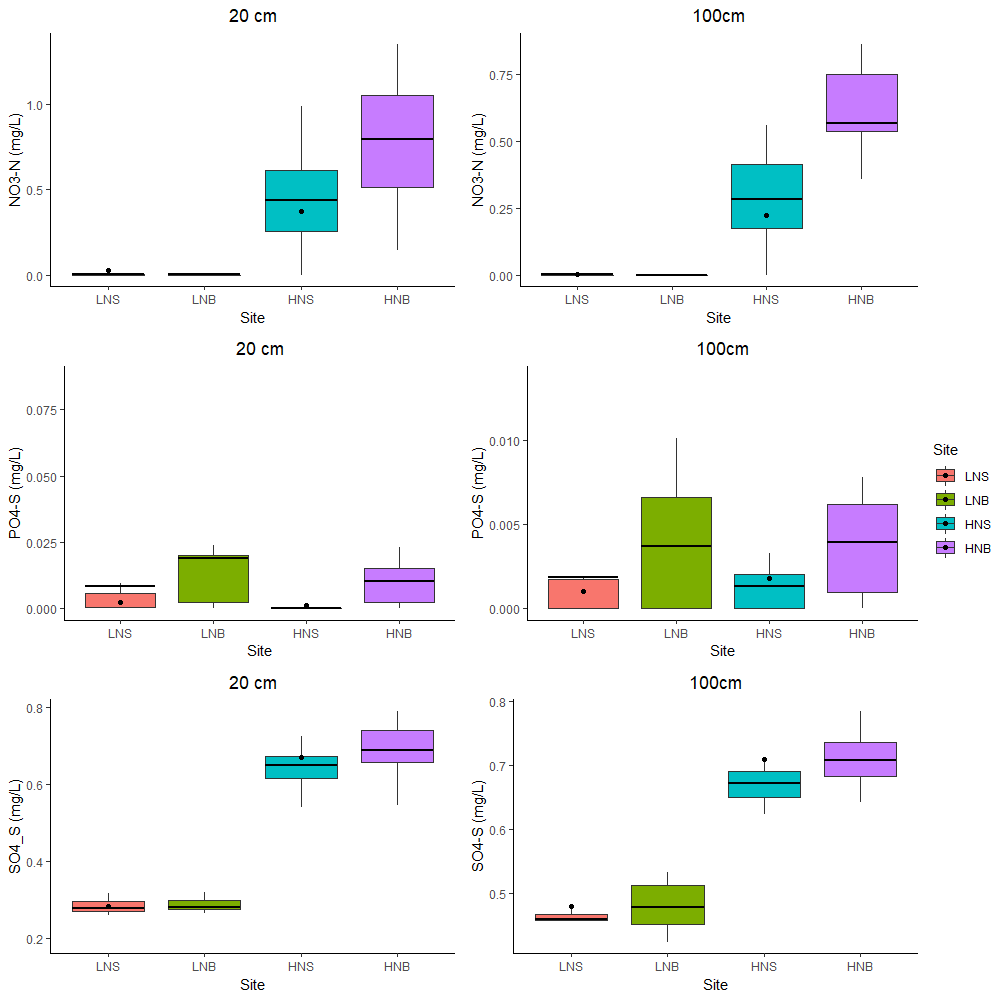 20 cm
NO3-N (mg/L)
1.0
0.5
0.0
LNS LNB HNS HNB
Site
100cm
NO3-N (mg/L)
0.75
0.50
0.25
0.00
LNS LNB HNS HNB
Site
20 cm
PO4-S (mg/L)
0.075
0.050
0.025
0.000
LNS LNB HNS HNB
Site
100cm
PO4-S (mg/L)
0.010
0.005
0.000
LNS LNB HNS HNB
Site
Site
LNS
LNB
HNS
HNB
20 cm
SO4_S (mg/L)
0.8
0.6
0.4
0.2
LNS LNB HNS HNB
Site
100cm
SO4-S (mg/L)
0.8
0.7
0.6
0.5
LNS LNB HNS HNB
Site